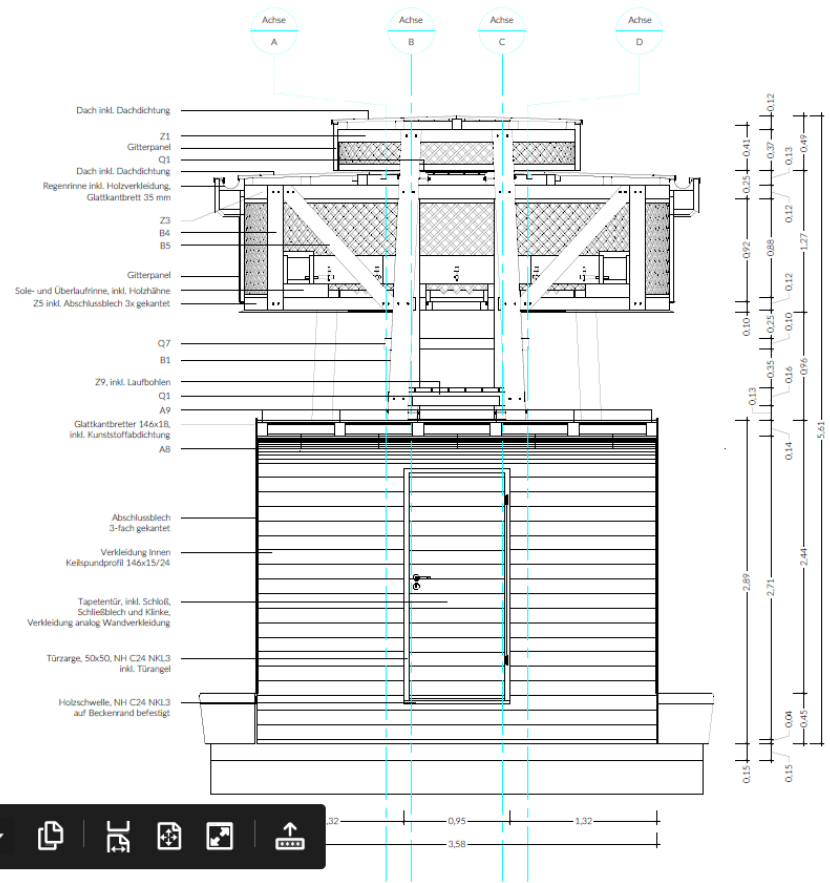 Achse
A
Achse
B
Achse
C
Achse
D
Dach inkl. Dachdichtung
Z1
Gitterpanel
Q1
Dach inkl. Dachdichtung
Regenrinne inkl. Holzverkleidung,
Glattkantbrett 35 mm
Z3
B4
B5
Gitterpanel
Sole- und Überlaufrinne, inkl. Holzhähne
Z5 inkl. Abschlussblech 3x gekantet
Q7
B1
Z9, inkl. Laufbohlen
Q1
A9
Glattkantbretter 146x18,
inkl. Kunststoffabdichtung
A8
Abschlussblech
3-fach gekantet
Verkleidung Innen
Keilspundprofil 146x15/24
Tapetentür, inkl. Schloß,
Schließblech und Klinke,
Verkleidung analog Wandverkleidung
Türzarge, 50x50, NH C24 NKL3
inkl. Türangel
Holzschwelle, NH C24 NKL3
auf Beckenrand befestigt
0,41
0,25
0,92
0,10
2,89
0,15
0,12
0,37
0,88
0,25
0,35
0,13
2,71
0,13
0,12
0,12
0,10
0,16
0,14
0,04
0,15
0,49
1,27
0,96
2,44
0,45
5,61
,32
0,95
1,32
3,58